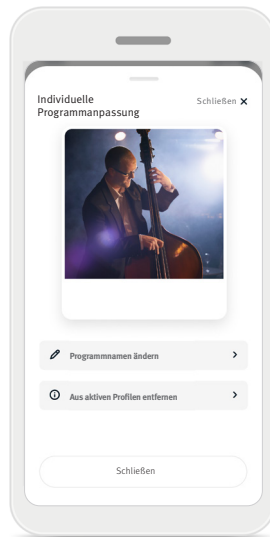 Individuelle
Programmanpassung
Schließen ×
Programmnamen ändern
Aus aktiven Profilen entfernen
Schließen